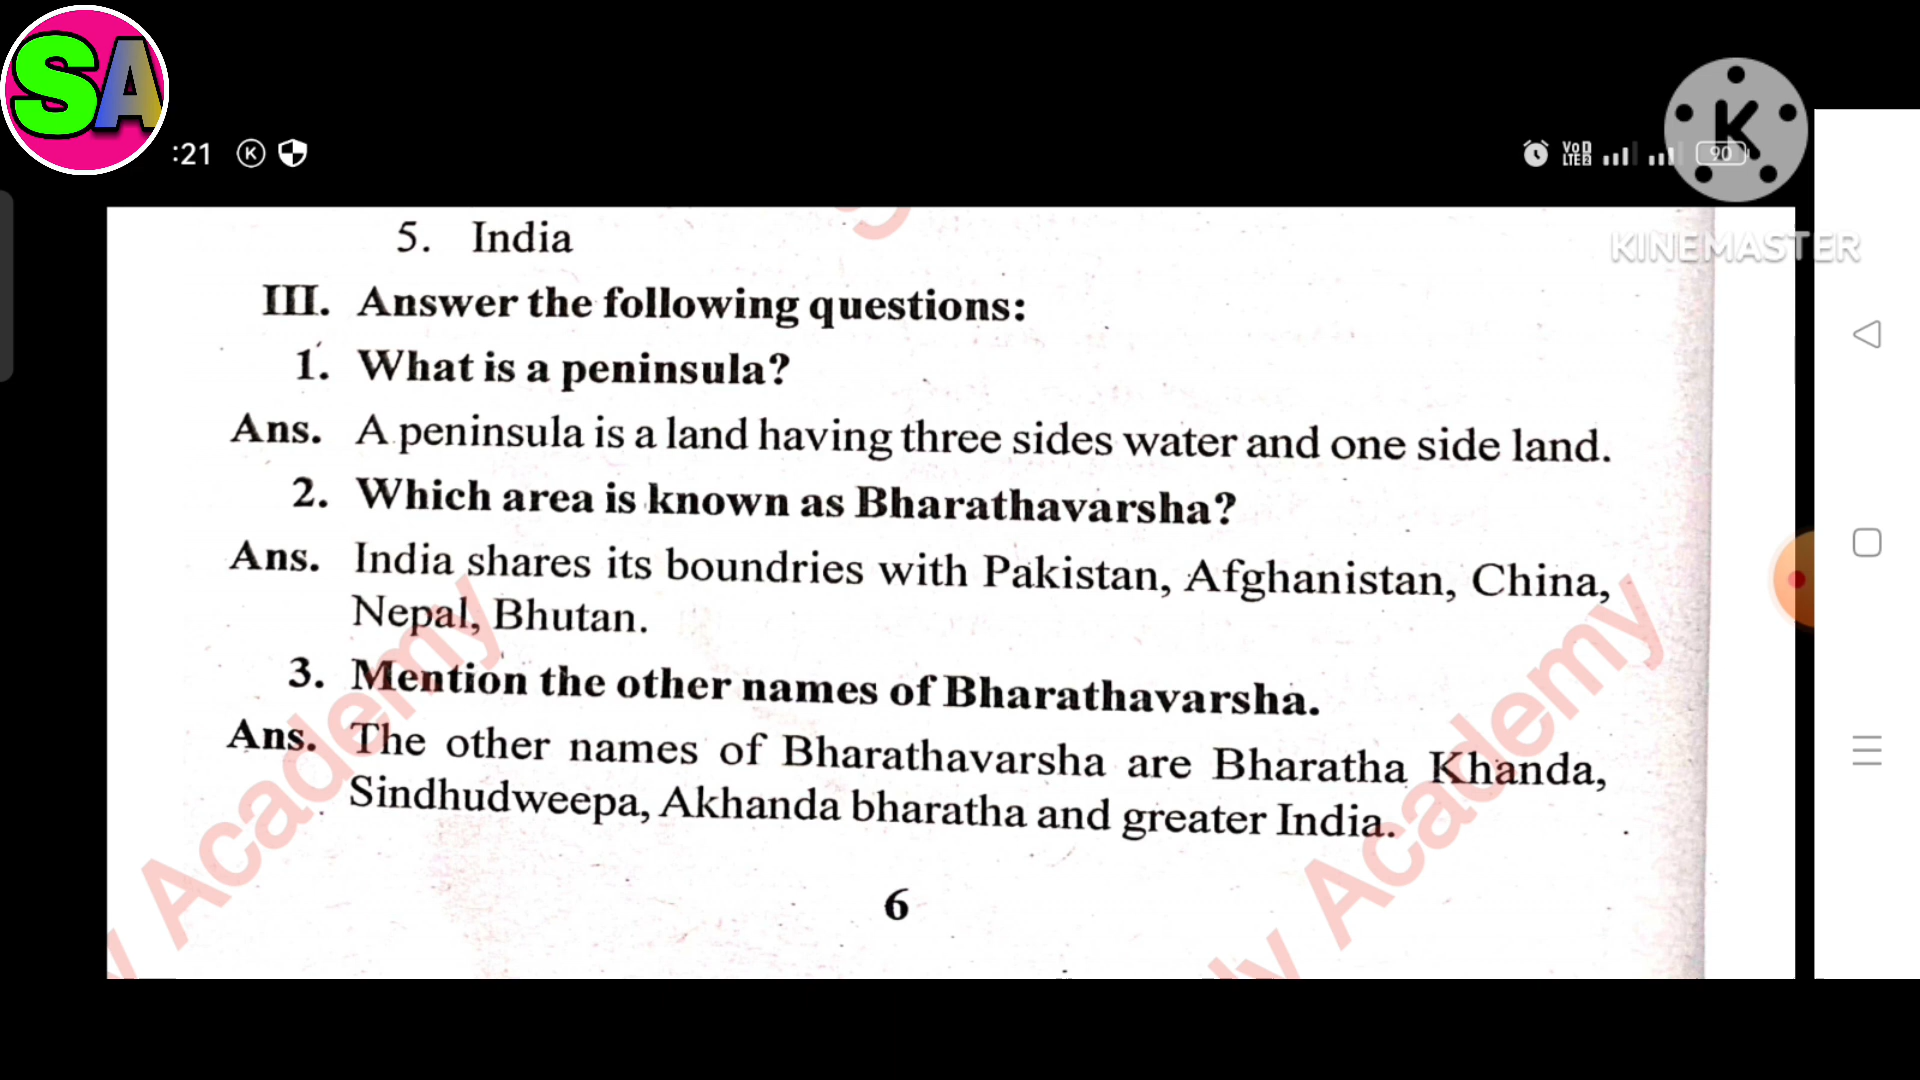 SA
:21
VoD LTE2
90
K
KINEMASTER
5. India
III. Answer the following questions:
1. What is a peninsula?
Ans. A peninsula is a land having three sides water and one side land.
2. Which area is known as Bharathavarsha?
Ans. India shares its boundries with Pakistan, Afghanistan, China,
Nepal, Bhutan.
3. Mention the other names of Bharathavarsha.
Ans. The other names of Bharathavarsha are Bharatha Khanda,
Sindhudweepa, Akhanda bharatha and greater India.
6
Academy
Academy